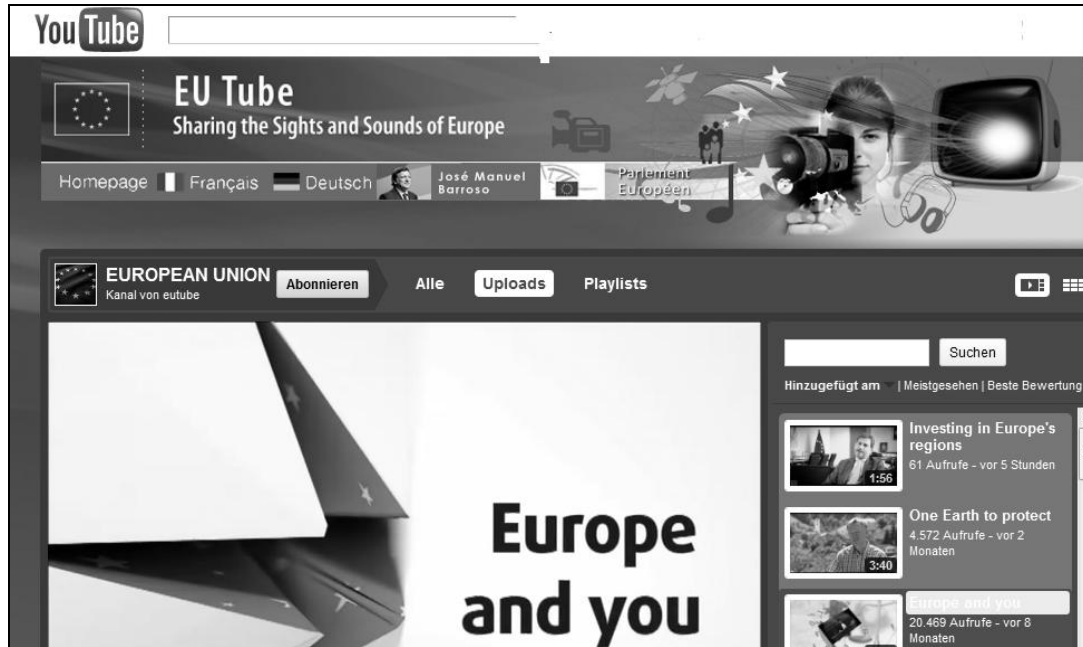 YouTube
EU Tube
Sharing the Sights and Sounds of Europe
Homepage Français Deutsch José Manuel Barroso Parlement Européen
EUROPEAN UNION
Kanal von eutube
Abonnieren Alle Uploads Playlists
Suchen
Hinzugefügt am | Meistgesehen | Beste Bewertung
Europe
and you
Investing in Europe's
regions
61 Aufrufe - vor 5 Stunden
1:56
One Earth to protect
4.572 Aufrufe - vor 2
Monaten
3:40
Europe and you
20.469 Aufrufe - vor 8
Monaten